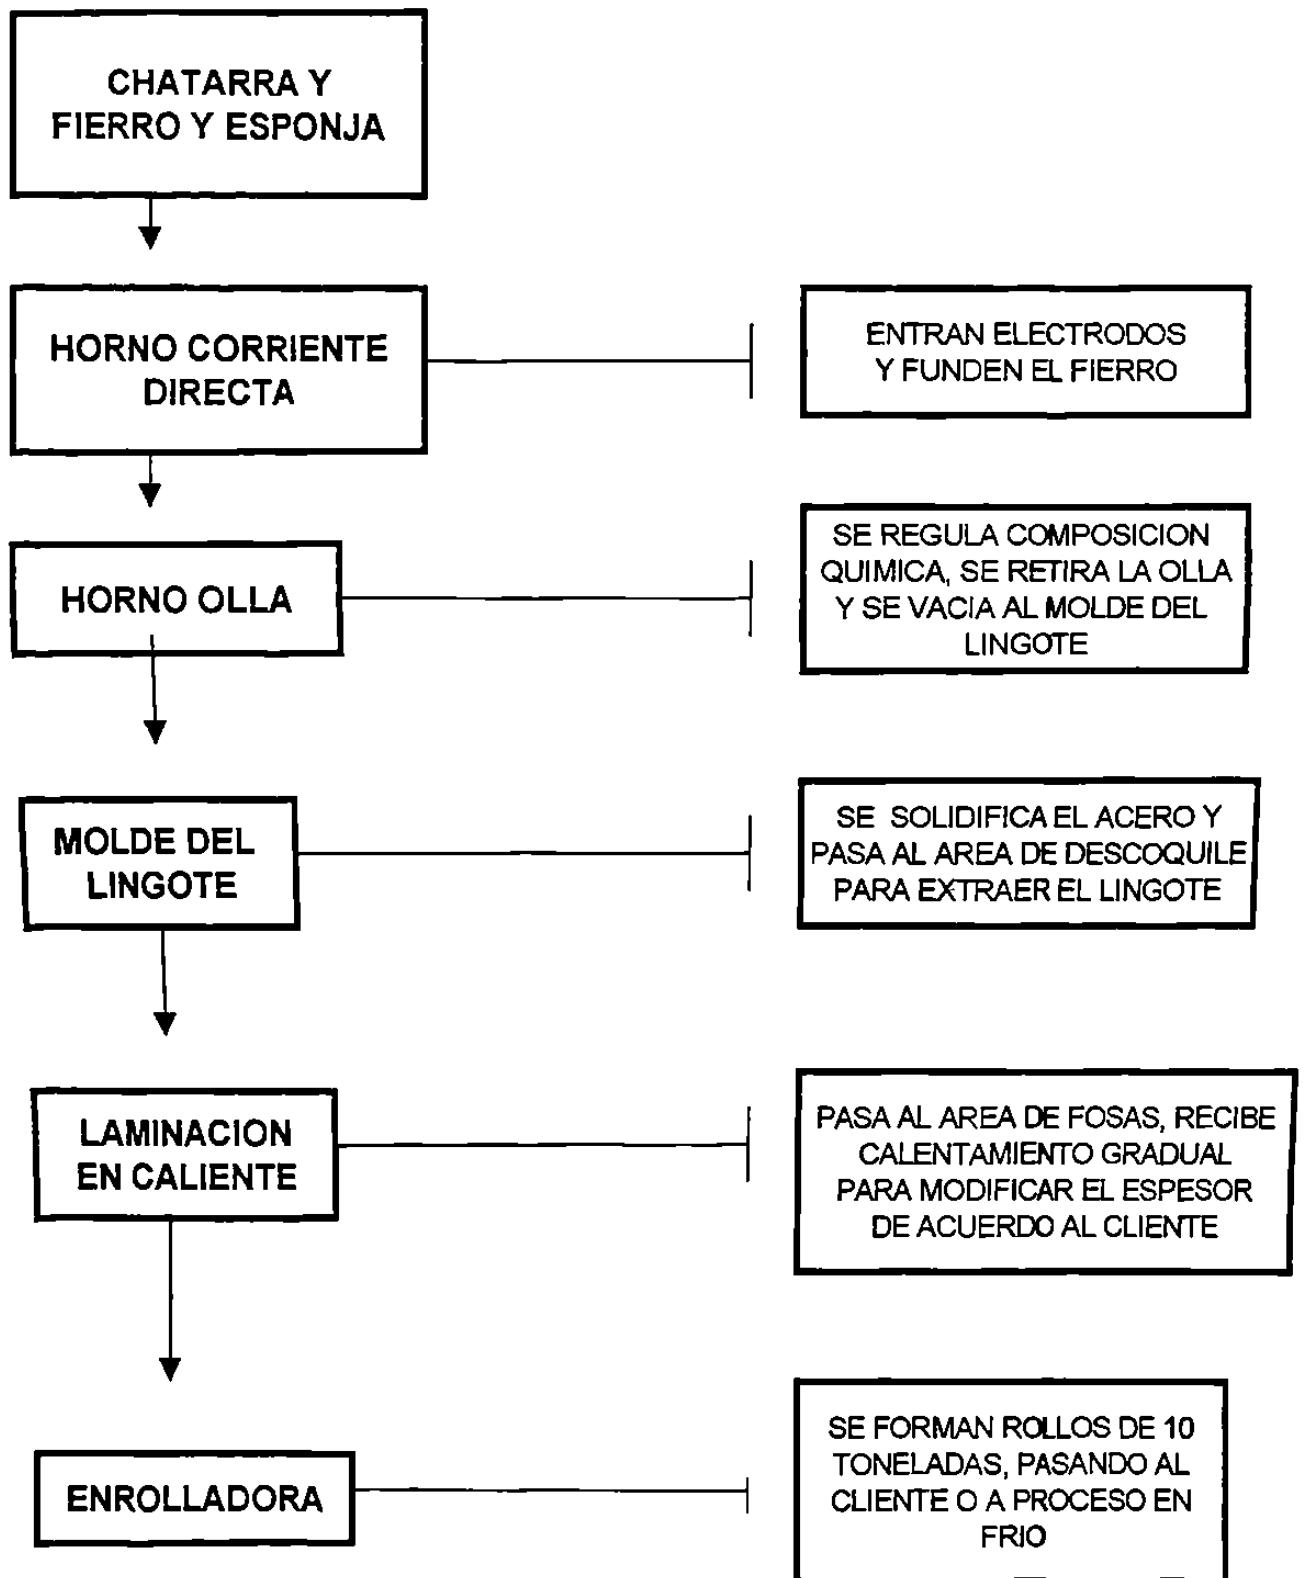 CHATARRA Y
FIERRO Y ESPONJA
HORNO CORRIENTE
DIRECTA
ENTRAN ELECTRODOS
Y FUNDEN EL FIERRO
HORNO OLLA
SE REGULA COMPOSICION
QUIMICA, SE RETIRA LA OLLA
Y SE VACIA AL MOLDE DEL
LINGOTE
MOLDE DEL
LINGOTE
SE SOLIDIFICA EL ACERO Y
PASA AL AREA DE DESCOQUILE
PARA EXTRAER EL LINGOTE
LAMINACION
EN CALIENTE
PASA AL AREA DE FOSAS, RECIBE
CALENTAMIENTO GRADUAL
PARA MODIFICAR EL ESPESOR
DE ACUERDO AL CLIENTE
ENROLLADORA
SE FORMAN ROLLOS DE 10
TONELADAS, PASANDO AL
CLIENTE O A PROCESO EN
FRIO